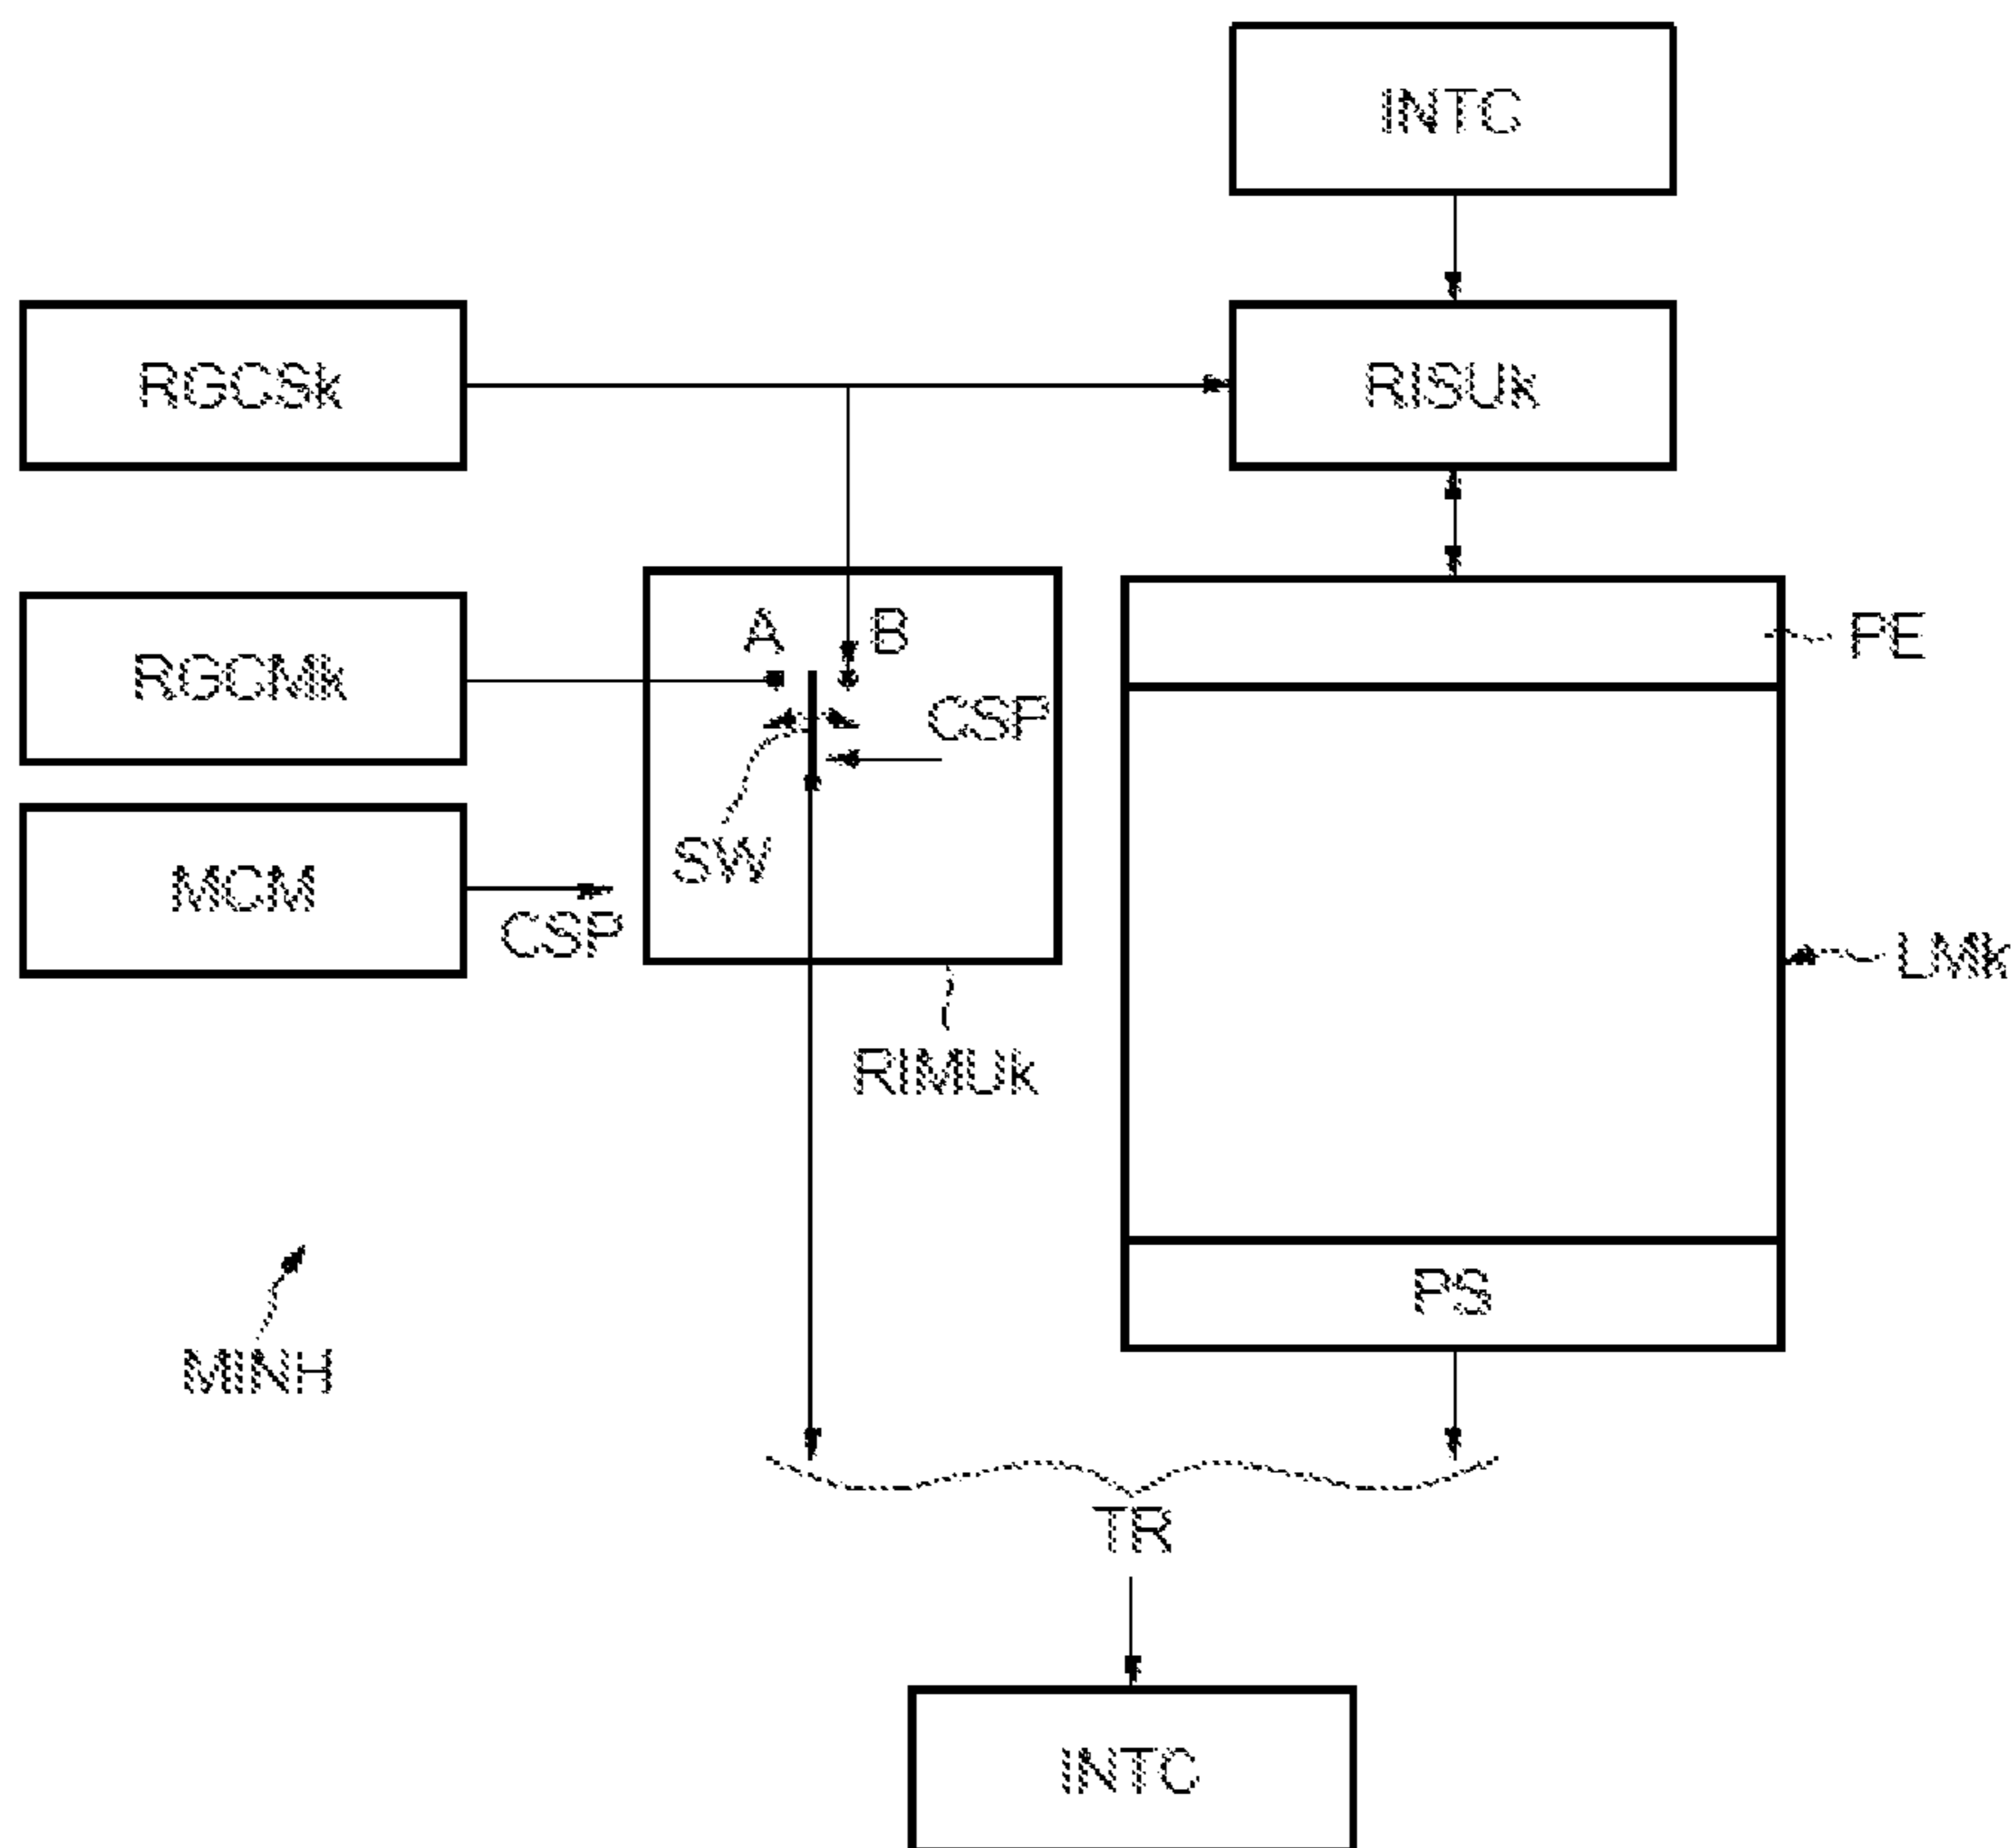 INTC
RGCSk
RISUk
A
B
PE
RGCMk
CSP
SW
MCM
CSP
LMk
RIMUk
PS
MINH
TR
INTC